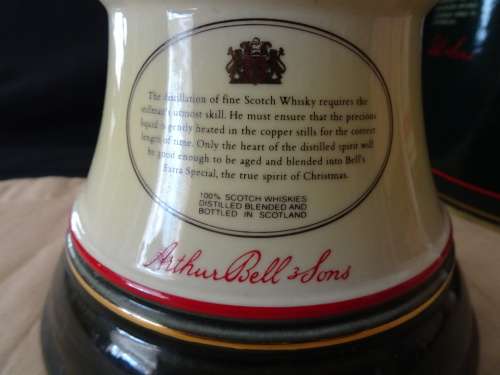 The distillation of fine Scotch Whisky requires the
stillman's utmost skill. He must ensure that the precious
liquid is gently heated in the copper stills for the correct
length of time. Only the heart of the distilled spirit will
be good enough to be aged and blended into Bell's
Extra Special, the true spirit of Christmas.
100% SCOTCH WHISKIES
DISTILLED BLENDED AND
BOTTLED IN SCOTLAND
Arthur Bell & Sons